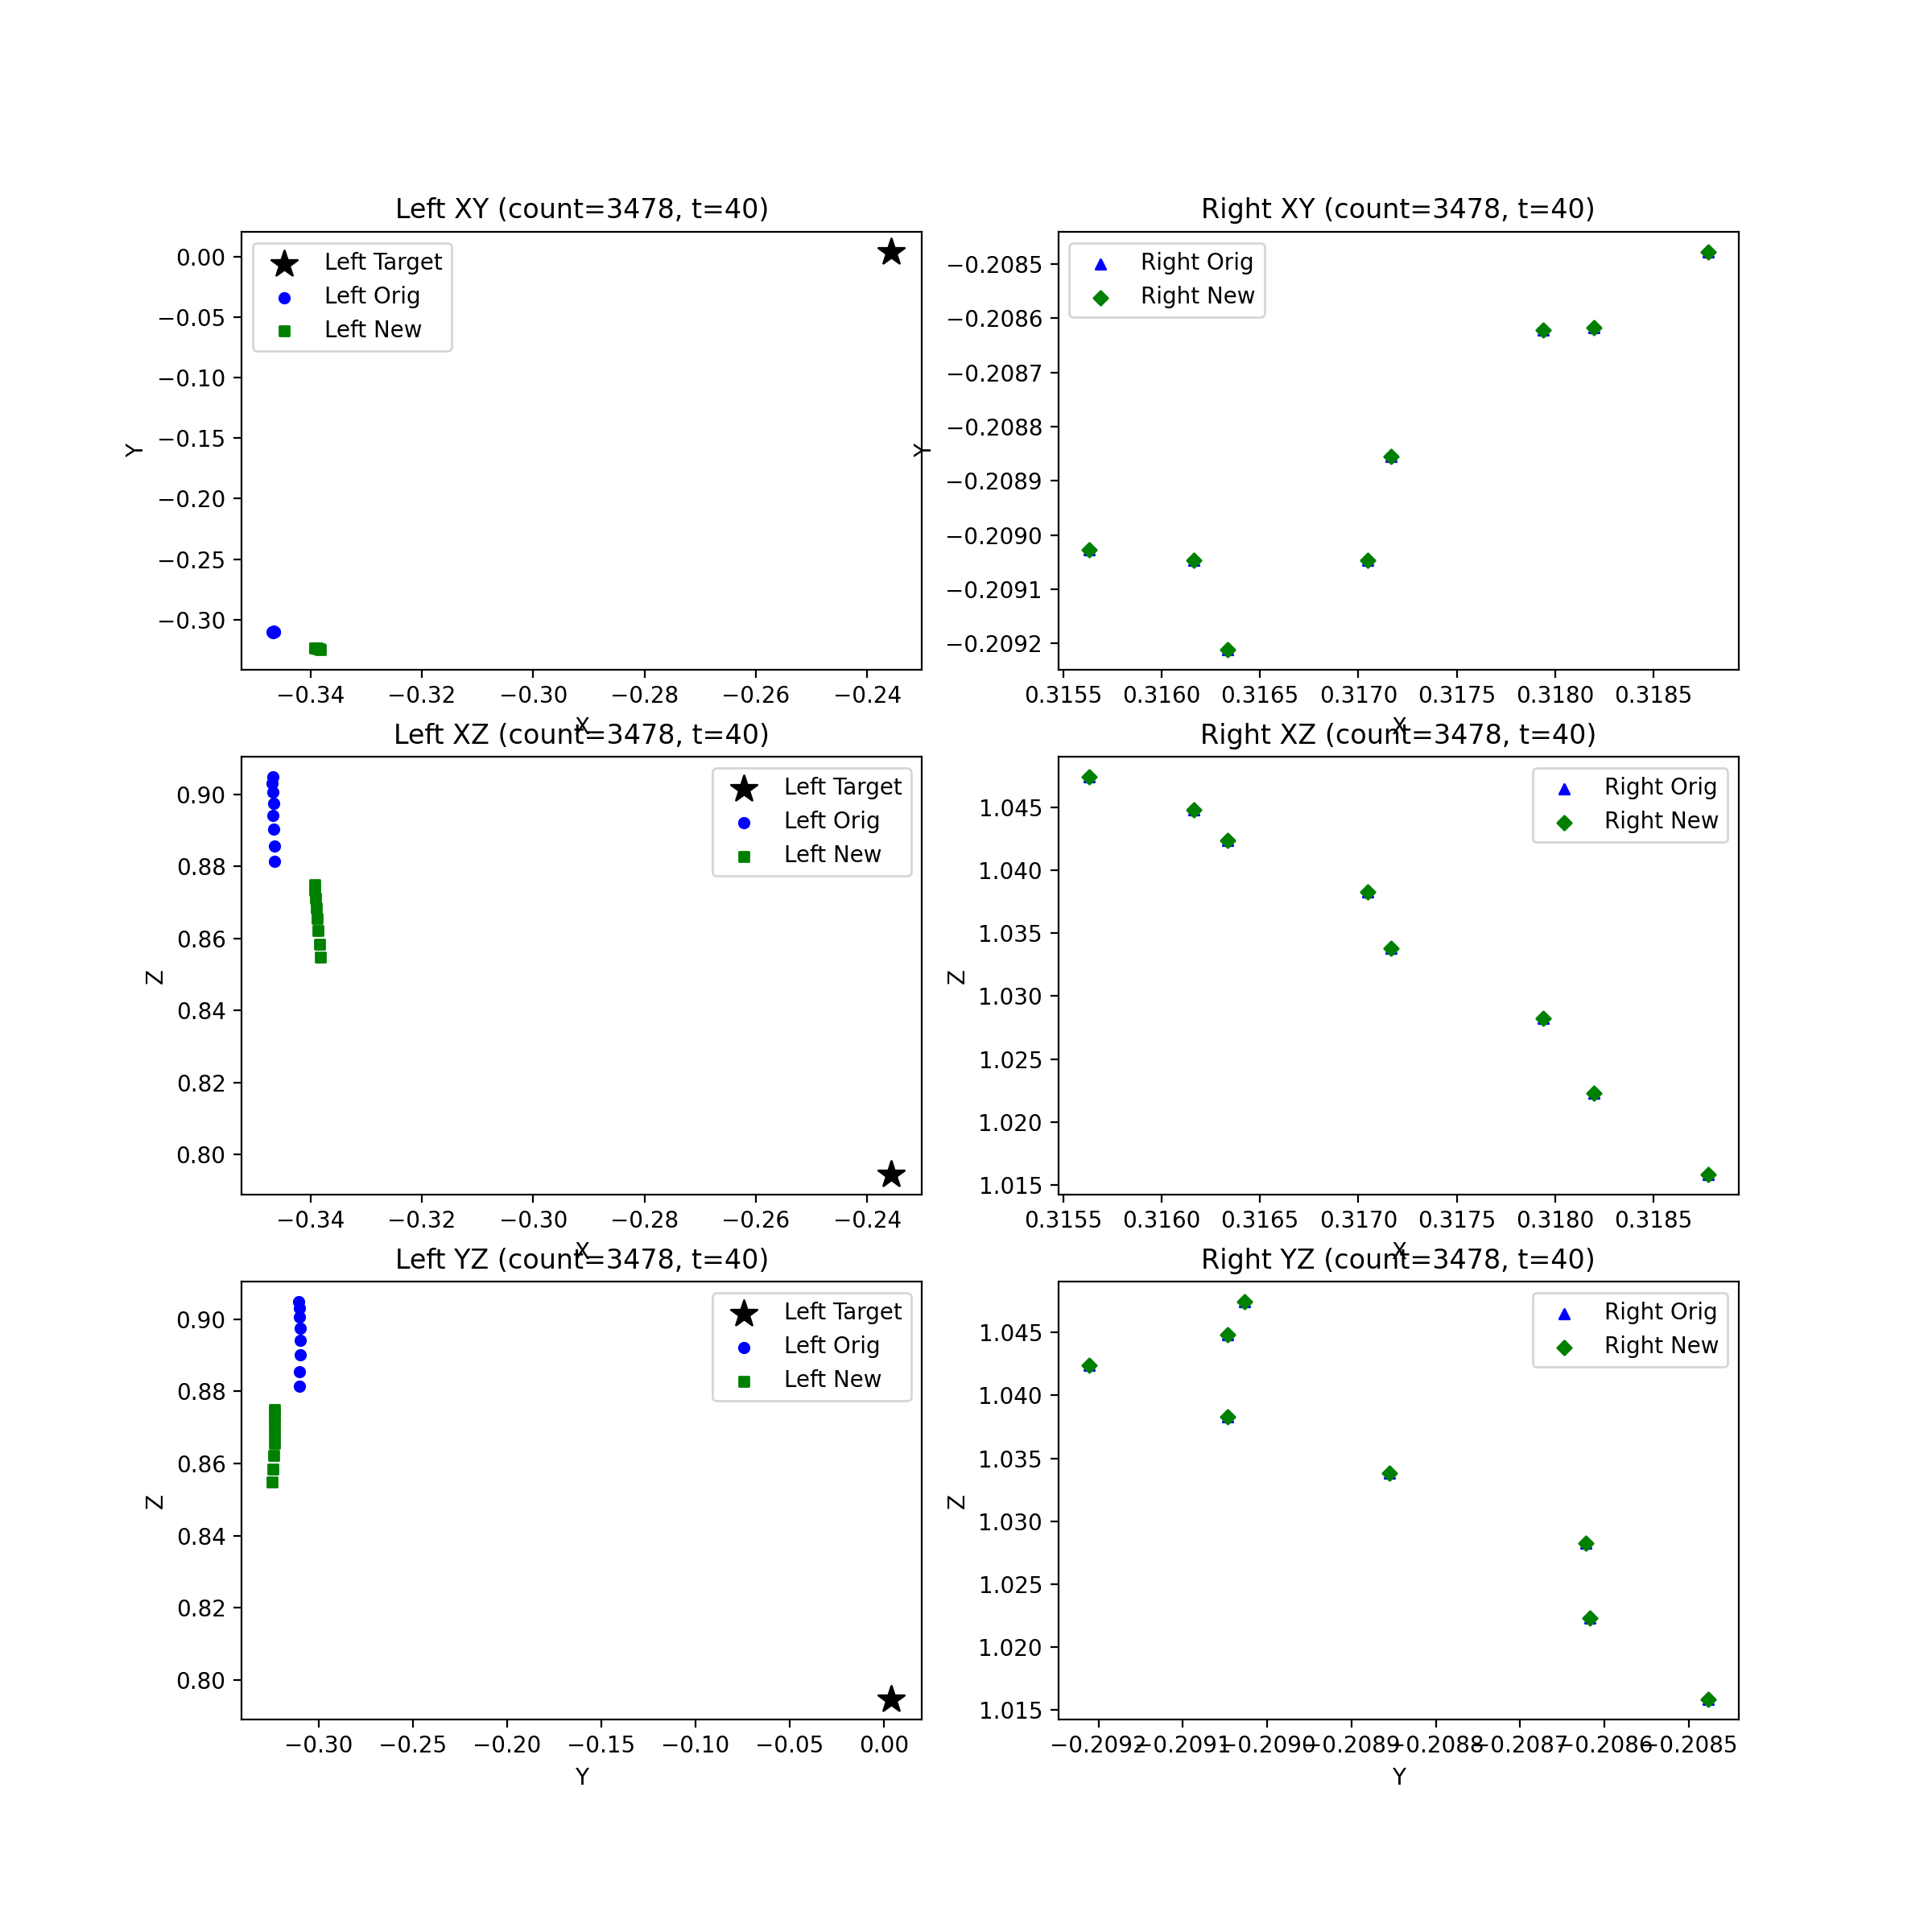 Left XY (count=3478, t=40)
Left Target
Left Orig
Left New
0.00
−0.05
−0.10
−0.15
−0.20
−0.25
−0.30
Y
−0.34
−0.32
−0.30
−0.28
−0.26
−0.24
X
Right XY (count=3478, t=40)
Right Orig
Right New
−0.2085
−0.2086
−0.2087
−0.2088
−0.2089
−0.2090
−0.2091
−0.2092
Y
0.3155
0.3160
0.3165
0.3170
0.3175
0.3180
0.3185
X
Left XZ (count=3478, t=40)
Left Target
Left Orig
Left New
0.90
0.88
0.86
0.84
0.82
0.80
Z
−0.34
−0.32
−0.30
−0.28
−0.26
−0.24
X
Right XZ (count=3478, t=40)
Right Orig
Right New
1.045
1.040
1.035
1.030
1.025
1.020
1.015
Z
0.3155
0.3160
0.3165
0.3170
0.3175
0.3180
0.3185
X
Left YZ (count=3478, t=40)
Left Target
Left Orig
Left New
0.90
0.88
0.86
0.84
0.82
0.80
Z
−0.30
−0.25
−0.20
−0.15
−0.10
−0.05
0.00
Y
Right YZ (count=3478, t=40)
Right Orig
Right New
1.045
1.040
1.035
1.030
1.025
1.020
1.015
Z
−0.2092
−0.2091
−0.2090
−0.2089
−0.2088
−0.2087
−0.2086
−0.2085
Y